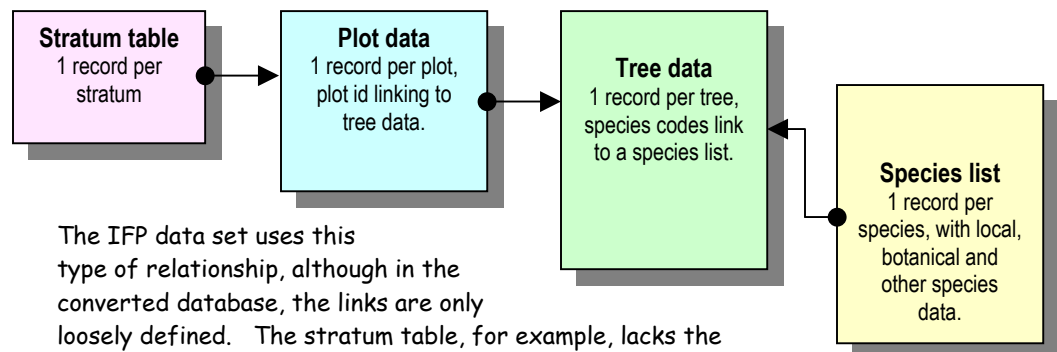 Stratum table
1 record per
stratum
Plot data
1 record per plot,
plot id linking to
tree data.
Tree data
1 record per tree,
species codes link
to a species list.
Species list
1 record per
species, with local,
botanical and
other species
data.
The IFP data set uses this
type of relationship, although in the
converted database, the links are only
loosely defined.   The stratum table, for example, lacks the